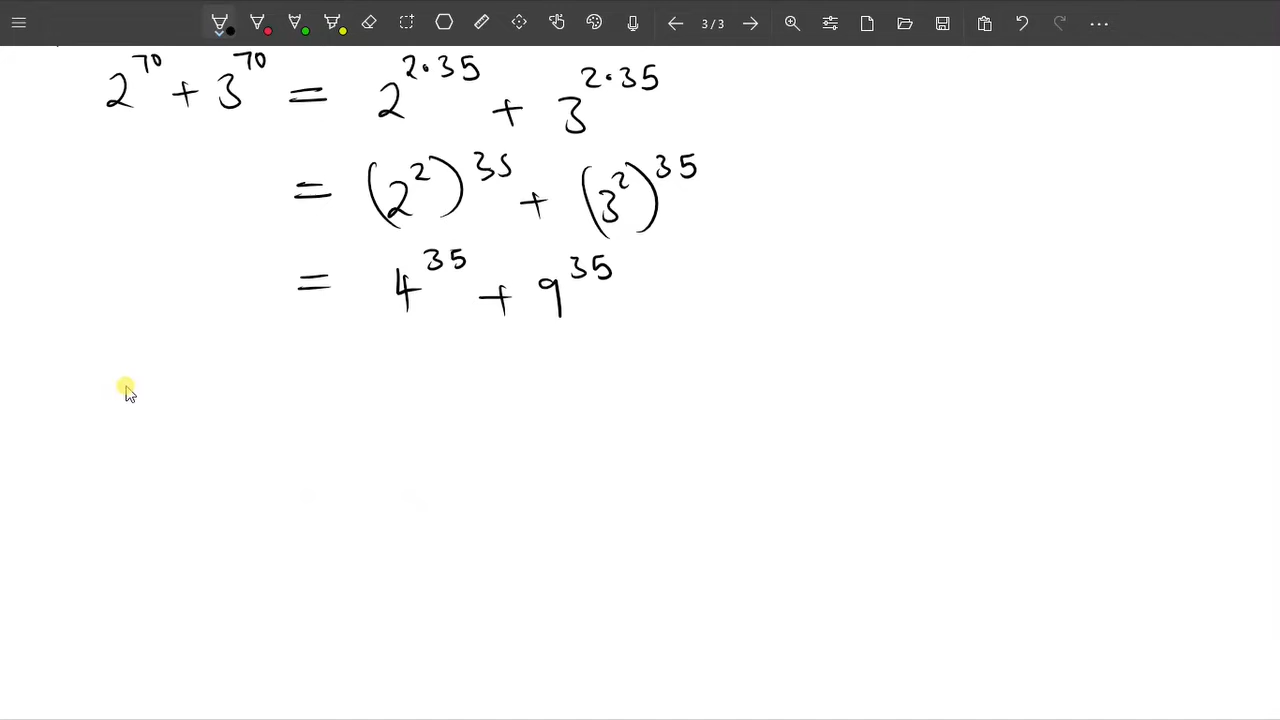 3/3
2^70 + 3^70 = 2^2·35 + 3^2·35
= (2^2)^35 + (3^2)^35
= 4^35 + 9^35